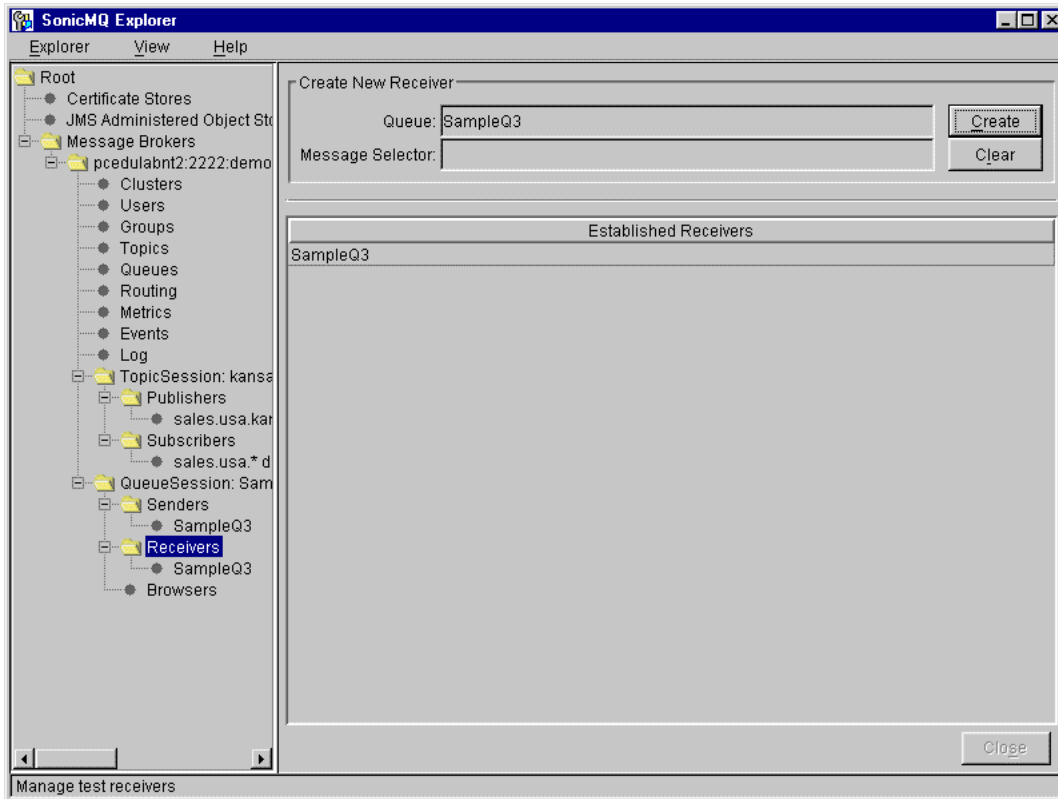 SonicMQ Explorer
Explorer View Help
Root
Certificate Stores
JMS Administered Object Sto
Message Brokers
pcedulabnt2:2222:demo
Clusters
Users
Groups
Topics
Queues
Routing
Metrics
Events
Log
TopicSession: kansa
Publishers
sales.usa.kar
Subscribers
sales.usa.* d
QueueSession: Sam
Senders
SampleQ3
Receivers
SampleQ3
Browsers
Create New Receiver
Queue: SampleQ3 Create
Message Selector: Clear
Established Receivers
SampleQ3
Close
Manage test receivers